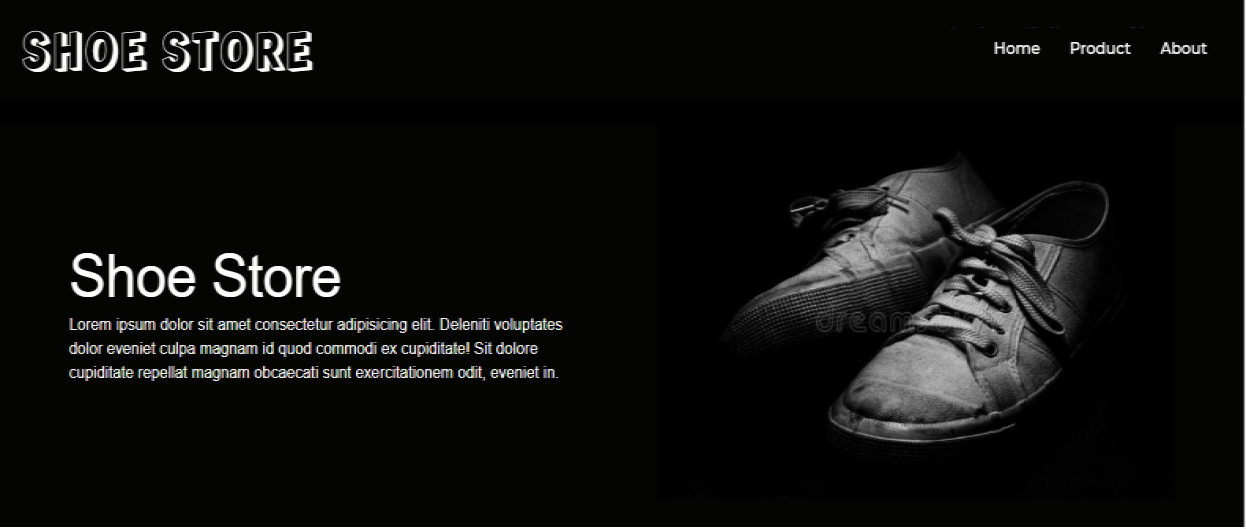 SHOE STORE
Home Product About
Shoe Store
Lorem ipsum dolor sit amet consectetur adipisicing elit. Deleniti voluptates
dolor eveniet culpa magnam id quod commodi ex cupiditate! Sit dolore
cupiditate repellat magnam obcaecati sunt exercitationem odit, eveniet in.